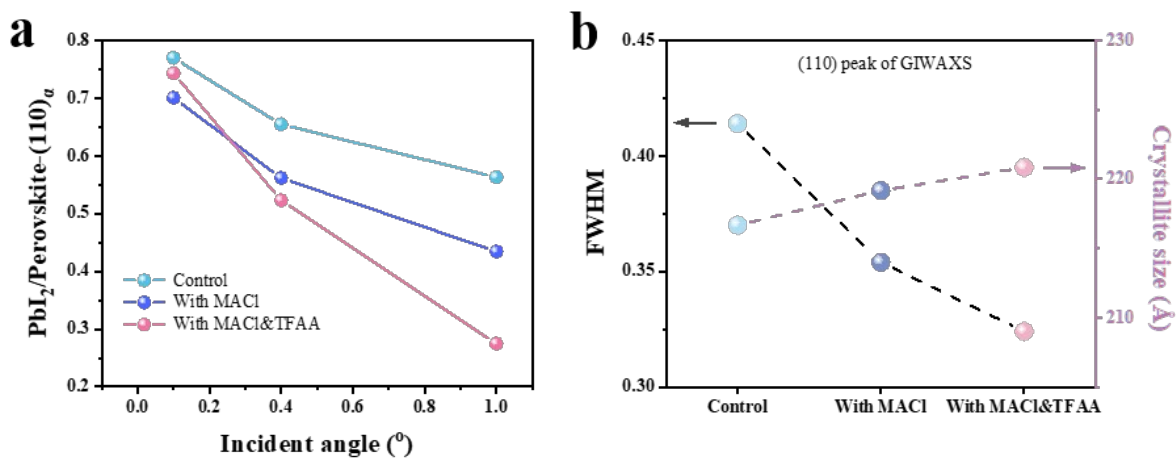 a
0.8
0.7
0.6
0.5
0.4
0.3
0.2
PbI₂/Perovskite-(110)α
Control
With MACl
With MACl&TFAA
0.0 0.2 0.4 0.6 0.8 1.0
Incident angle (⁰)
b
0.45
0.40
0.35
0.30
FWHM
(110) peak of GIWAXS
230
220
210
Crystallite size (Å)
Control With MACl With MACl&TFAA